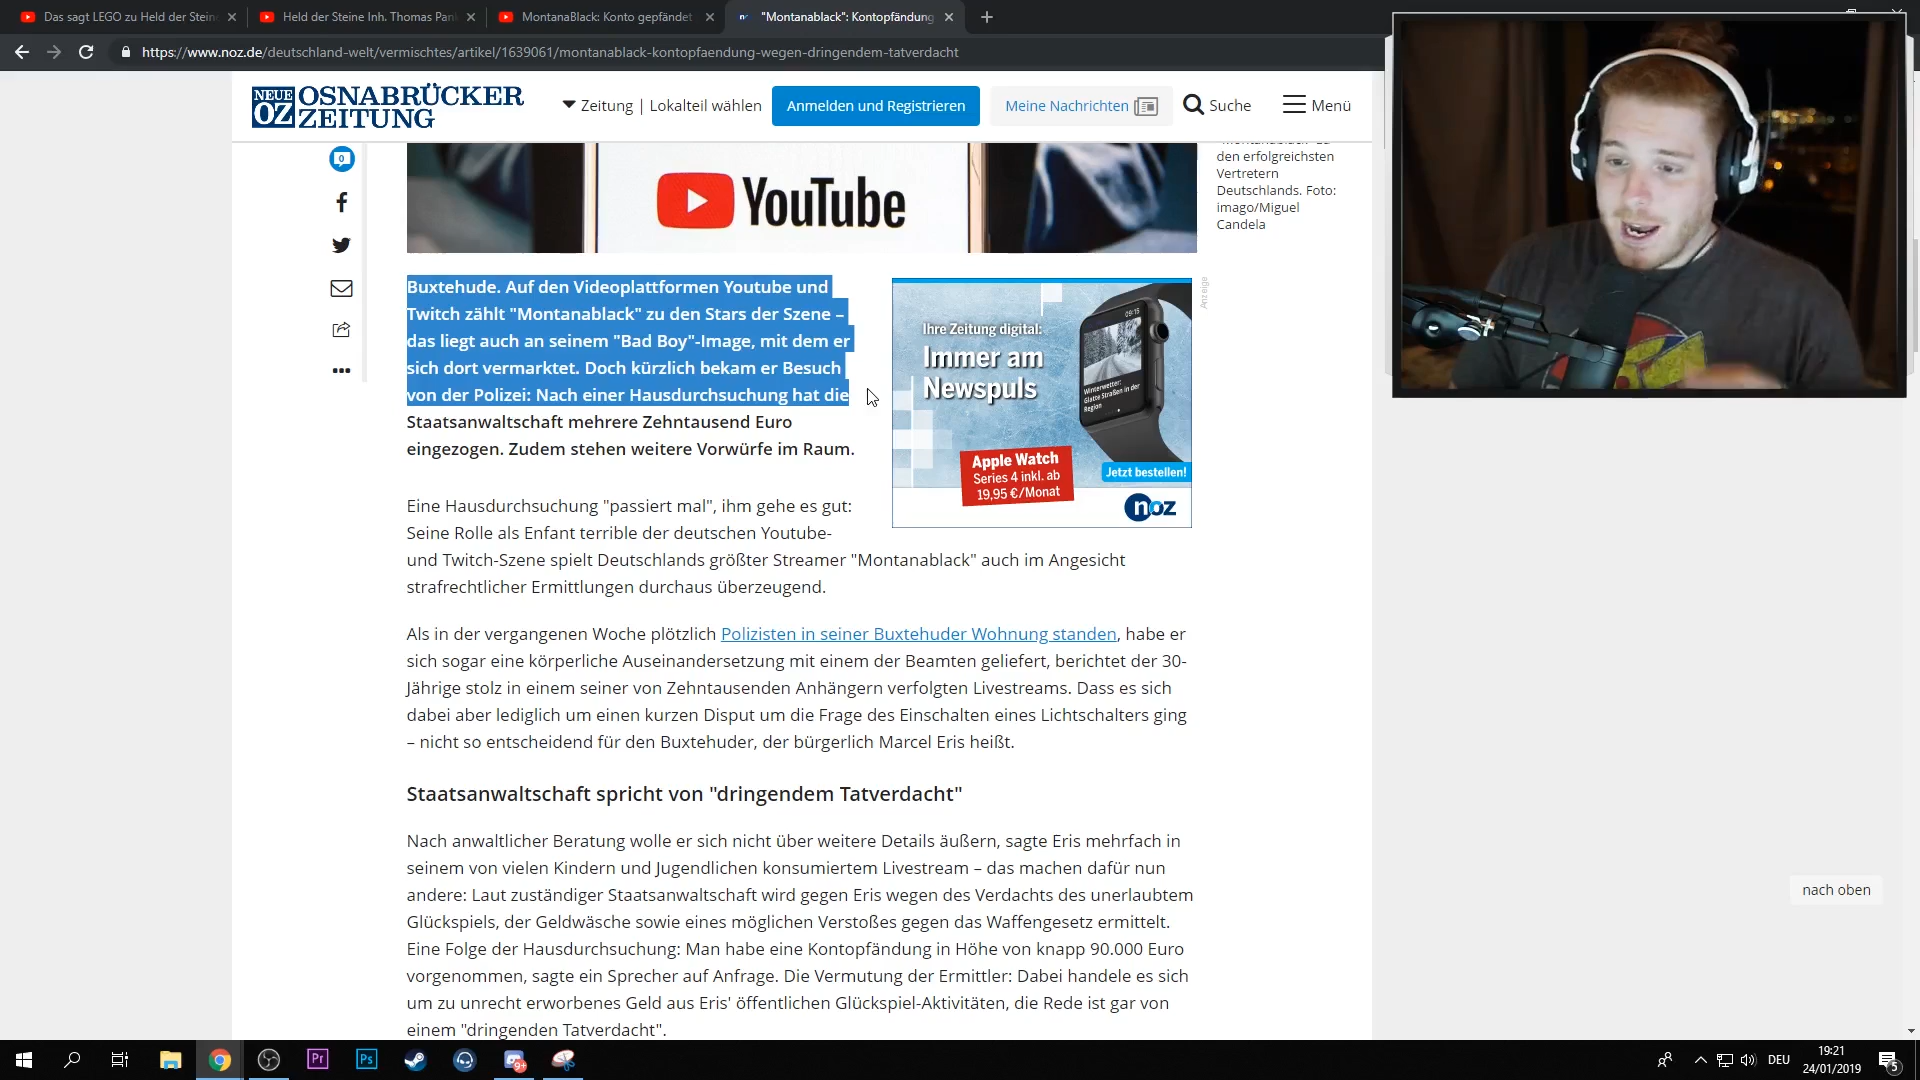 Das sagt LEGO zu Held der Stein
Held der Steine Inh. Thomas Pan
MontanaBlack: Konto gepfändet
"Montanablack": Kontopfändung
https://www.noz.de/deutschland-welt/vermischtes/artikel/1639061/montanablack-kontopfaendung-wegen-dringendem-tatverdacht
NEUE OZ OSNABRÜCKER ZEITUNG
Zeitung | Lokalteil wählen
Anmelden und Registrieren
Meine Nachrichten
Suche
Menü
0
YouTube
den erfolgreichsten
Vertretern
Deutschlands. Foto:
imago/Miguel
Candela
Buxtehude. Auf den Videoplattformen Youtube und
Twitch zählt "Montanablack" zu den Stars der Szene –
das liegt auch an seinem "Bad Boy"-Image, mit dem er
sich dort vermarktet. Doch kürzlich bekam er Besuch
von der Polizei: Nach einer Hausdurchsuchung hat die
Staatsanwaltschaft mehrere Zehntausend Euro
eingezogen. Zudem stehen weitere Vorwürfe im Raum.
Anzeige
Ihre Zeitung digital:
Immer am
Newspuls
09:15
Winterwetter:
Glatte Straßen in der
Region
Apple Watch
Series 4 inkl. ab
19,95 €/Monat
Jetzt bestellen!
noz
Eine Hausdurchsuchung "passiert mal", ihm gehe es gut:
Seine Rolle als Enfant terrible der deutschen Youtube-
und Twitch-Szene spielt Deutschlands größter Streamer "Montanablack" auch im Angesicht
strafrechtlicher Ermittlungen durchaus überzeugend.
Als in der vergangenen Woche plötzlich Polizisten in seiner Buxtehuder Wohnung standen, habe er
sich sogar eine körperliche Auseinandersetzung mit einem der Beamten geliefert, berichtet der 30-
Jährige stolz in einem seiner von Zehntausenden Anhängern verfolgten Livestreams. Dass es sich
dabei aber lediglich um einen kurzen Disput um die Frage des Einschalten eines Lichtschalters ging
– nicht so entscheidend für den Buxtehuder, der bürgerlich Marcel Eris heißt.
Staatsanwaltschaft spricht von "dringendem Tatverdacht"
Nach anwaltlicher Beratung wolle er sich nicht über weitere Details äußern, sagte Eris mehrfach in
seinem von vielen Kindern und Jugendlichen konsumiertem Livestream – das machen dafür nun
andere: Laut zuständiger Staatsanwaltschaft wird gegen Eris wegen des Verdachts des unerlaubtem
Glückspiels, der Geldwäsche sowie eines möglichen Verstoßes gegen das Waffengesetz ermittelt.
Eine Folge der Hausdurchsuchung: Man habe eine Kontopfändung in Höhe von knapp 90.000 Euro
vorgenommen, sagte ein Sprecher auf Anfrage. Die Vermutung der Ermittler: Dabei handele es sich
um zu unrecht erworbenes Geld aus Eris' öffentlichen Glückspiel-Aktivitäten, die Rede ist gar von
einem "dringenden Tatverdacht".
nach oben
Pr
Ps
9+
DEU
19:21
24/01/2019
5